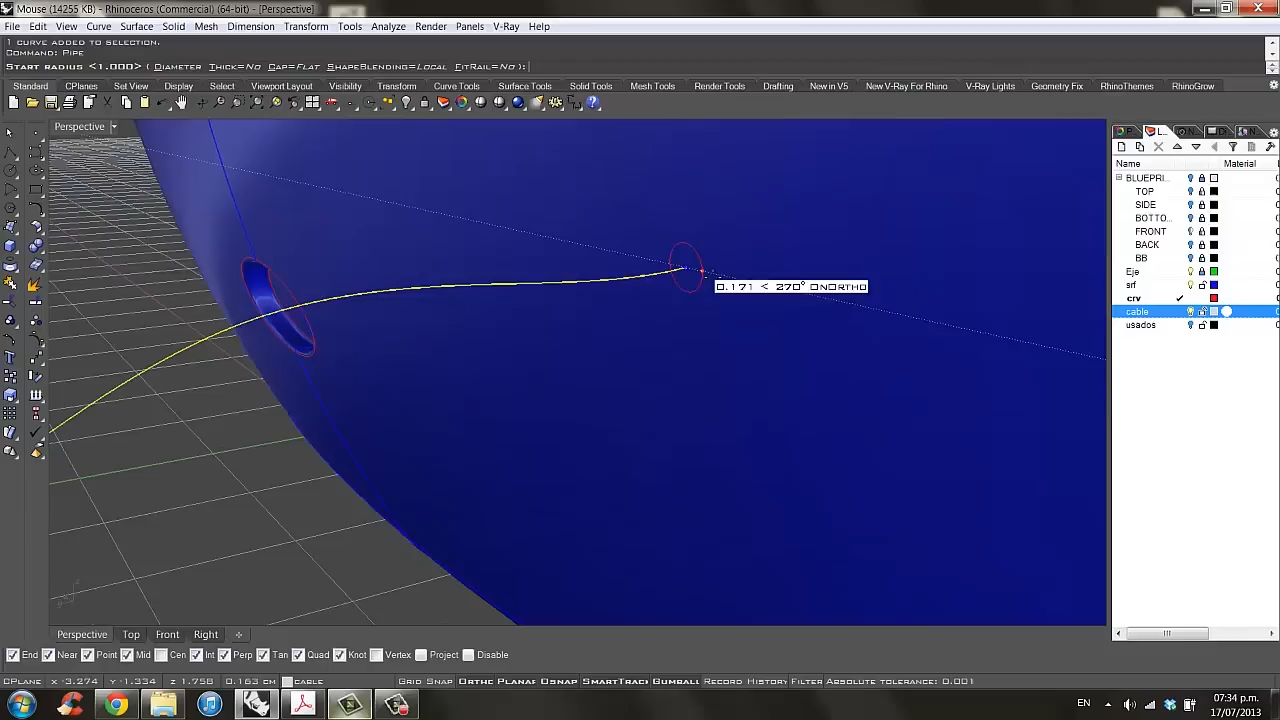 Mouse (14255 KB) - Rhinoceros (Commercial) (64-bit) - [Perspective]
File Edit View Curve Surface Solid Mesh Dimension Transform Tools Analyze Render Panels V-Ray Help
1 curve added to selection.
Command: Pipe
Start radius <1.000> ( Diameter Thick=No Cap=Flat ShapeBlending=Local FitRail=No ):
Standard CPlanes Set View Display Select Viewport Layout Visibility Transform Curve Tools Surface Tools Solid Tools Mesh Tools Render Tools Drafting New in V5 New V-Ray For Rhino V-Ray Lights Geometry Fix RhinoThemes RhinoGrow
Perspective
P... L... N... Di N...
Name Material
BLUEPRI...
TOP
SIDE
BOTTO...
FRONT
BACK
BB
Eje
srf
crv
cable
usados
0.171 < 270° ONORTHO
Perspective Top Front Right
End Near Point Mid Cen Int Perp Tan Quad Knot Vertex Project Disable
CPlane x -3.274 y -1.334 z 1.758 0.163 cm CABLE Grid Snap Ortho Planar Osnap SmartTrac Gumball Record History Filter Absolute tolerance: 0.001
EN 07:34 p.m.
17/07/2013